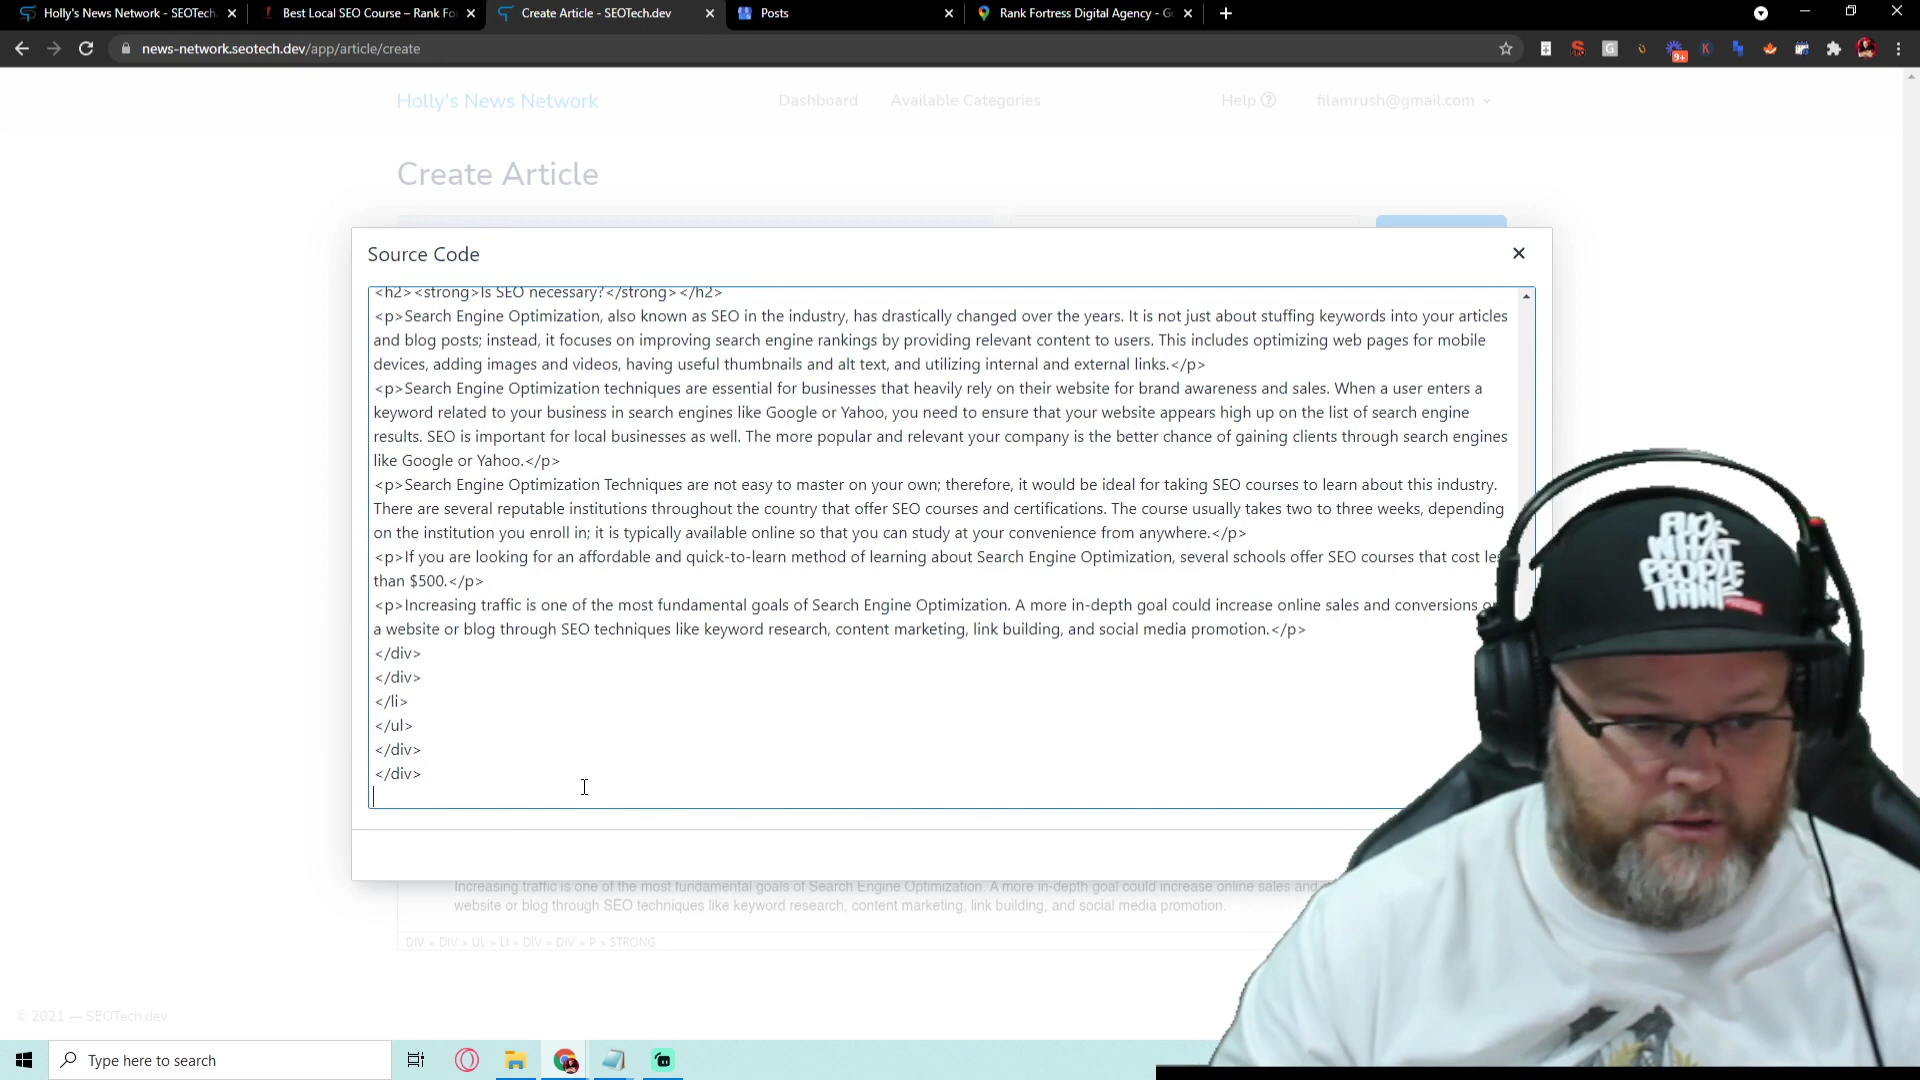 Holly's News Network - SEOTech.
Best Local SEO Course – Rank Fo
Create Article - SEOTech.dev
Posts
Rank Fortress Digital Agency - Go
news-network.seotech.dev/app/article/create
9+
Holly's News Network
Dashboard
Available Categories
Help
filamrush@gmail.com
Create Article
Source Code
<h2><strong>Is SEO necessary?</strong></h2>
<p>Search Engine Optimization, also known as SEO in the industry, has drastically changed over the years. It is not just about stuffing keywords into your articles
and blog posts; instead, it focuses on improving search engine rankings by providing relevant content to users. This includes optimizing web pages for mobile
devices, adding images and videos, having useful thumbnails and alt text, and utilizing internal and external links.</p>
<p>Search Engine Optimization techniques are essential for businesses that heavily rely on their website for brand awareness and sales. When a user enters a
keyword related to your business in search engines like Google or Yahoo, you need to ensure that your website appears high up on the list of search engine
results. SEO is important for local businesses as well. The more popular and relevant your company is the better chance of gaining clients through search engines
like Google or Yahoo.</p>
<p>Search Engine Optimization Techniques are not easy to master on your own; therefore, it would be ideal for taking SEO courses to learn about this industry.
There are several reputable institutions throughout the country that offer SEO courses and certifications. The course usually takes two to three weeks, depending
on the institution you enroll in; it is typically available online so that you can study at your convenience from anywhere.</p>
<p>If you are looking for an affordable and quick-to-learn method of learning about Search Engine Optimization, several schools offer SEO courses that cost les
than $500.</p>
<p>Increasing traffic is one of the most fundamental goals of Search Engine Optimization. A more in-depth goal could increase online sales and conversions
a website or blog through SEO techniques like keyword research, content marketing, link building, and social media promotion.</p>
</div>
</div>
</li>
</ul>
</div>
</div>
Increasing traffic is one of the most fundamental goals of Search Engine Optimization. A more in-depth goal could increase online sales and
website or blog through SEO techniques like keyword research, content marketing, link building, and social media promotion.
DIV » DIV » UL » LI » DIV » DIV » P » STRONG
© 2021 — SEOTech.dev
FUCK
WHAT
PEOPLE
THINK
Type here to search